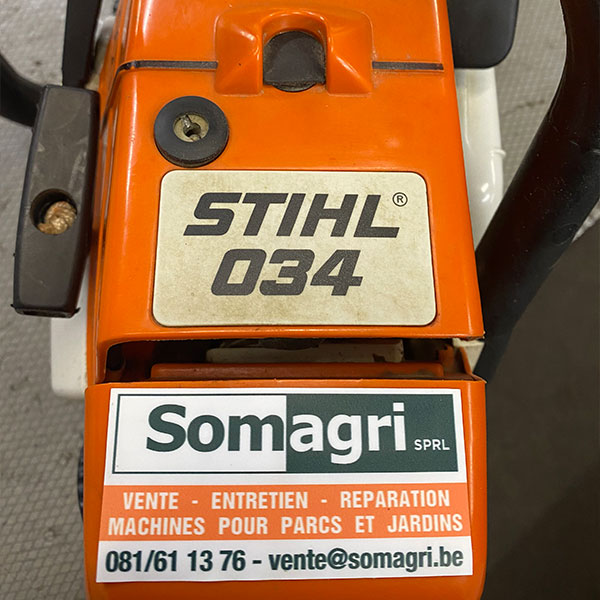 STIHL®
034
Somagri SPRL
VENTE - ENTRETIEN - REPARATION
MACHINES POUR PARCS ET JARDINS
081/61 13 76 - vente@somagri.be